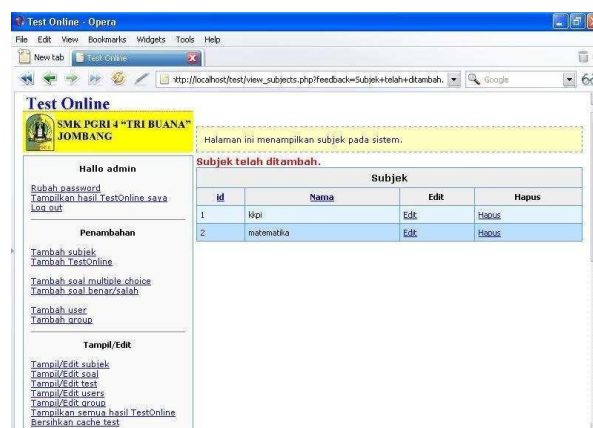 Test Online - Opera
File Edit View Bookmarks Widgets Tools Help
New tab Test Online
http://localhost/test/view_subjects.php?feedback=Subjek+telah+ditambah. Google
Test Online
SMK PGRI 4 “TRI BUANA”
JOMBANG
Hallo admin
Rubah password
Tampilkan hasil TestOnline saya
Log out
Penambahan
Tambah subjek
Tambah TestOnline
Tambah soal multiple choice
Tambah soal benar/salah
Tambah user
Tambah group
Tampil/Edit
Tampil/Edit subjek
Tampil/Edit soal
Tampil/Edit test
Tampil/Edit users
Tampil/Edit group
Tampilkan semua hasil TestOnline
Bersihkan cache test
Halaman ini menampilkan subjek pada sistem.
Subjek telah ditambah.
Subjek
id Nama Edit Hapus
1 kkpi Edit Hapus
2 matematika Edit Hapus